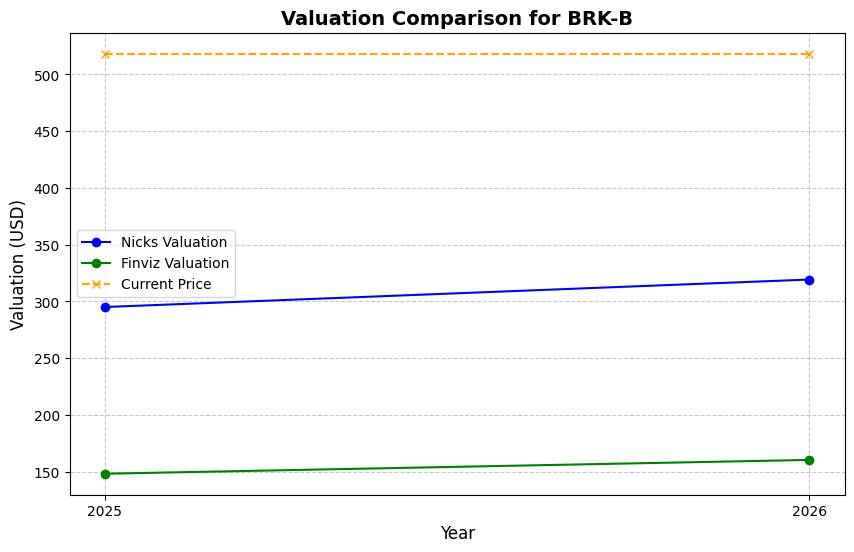 Valuation Comparison for BRK-B
Valuation (USD)
500
450
400
350
300
250
200
150
Nicks Valuation
Finviz Valuation
Current Price
2025
2026
Year